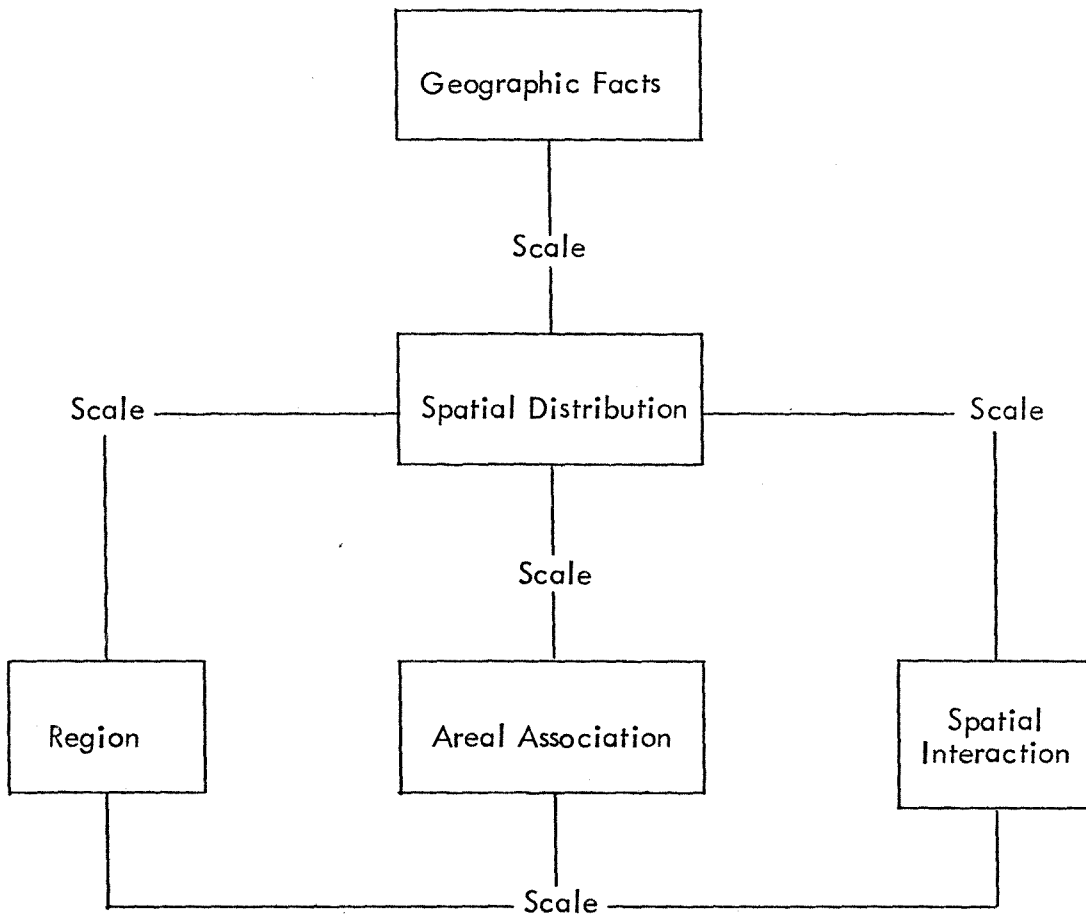 Geographic Facts
Scale
Scale
Spatial Distribution
Scale
Scale
Region
Areal Association
Spatial
Interaction
Scale